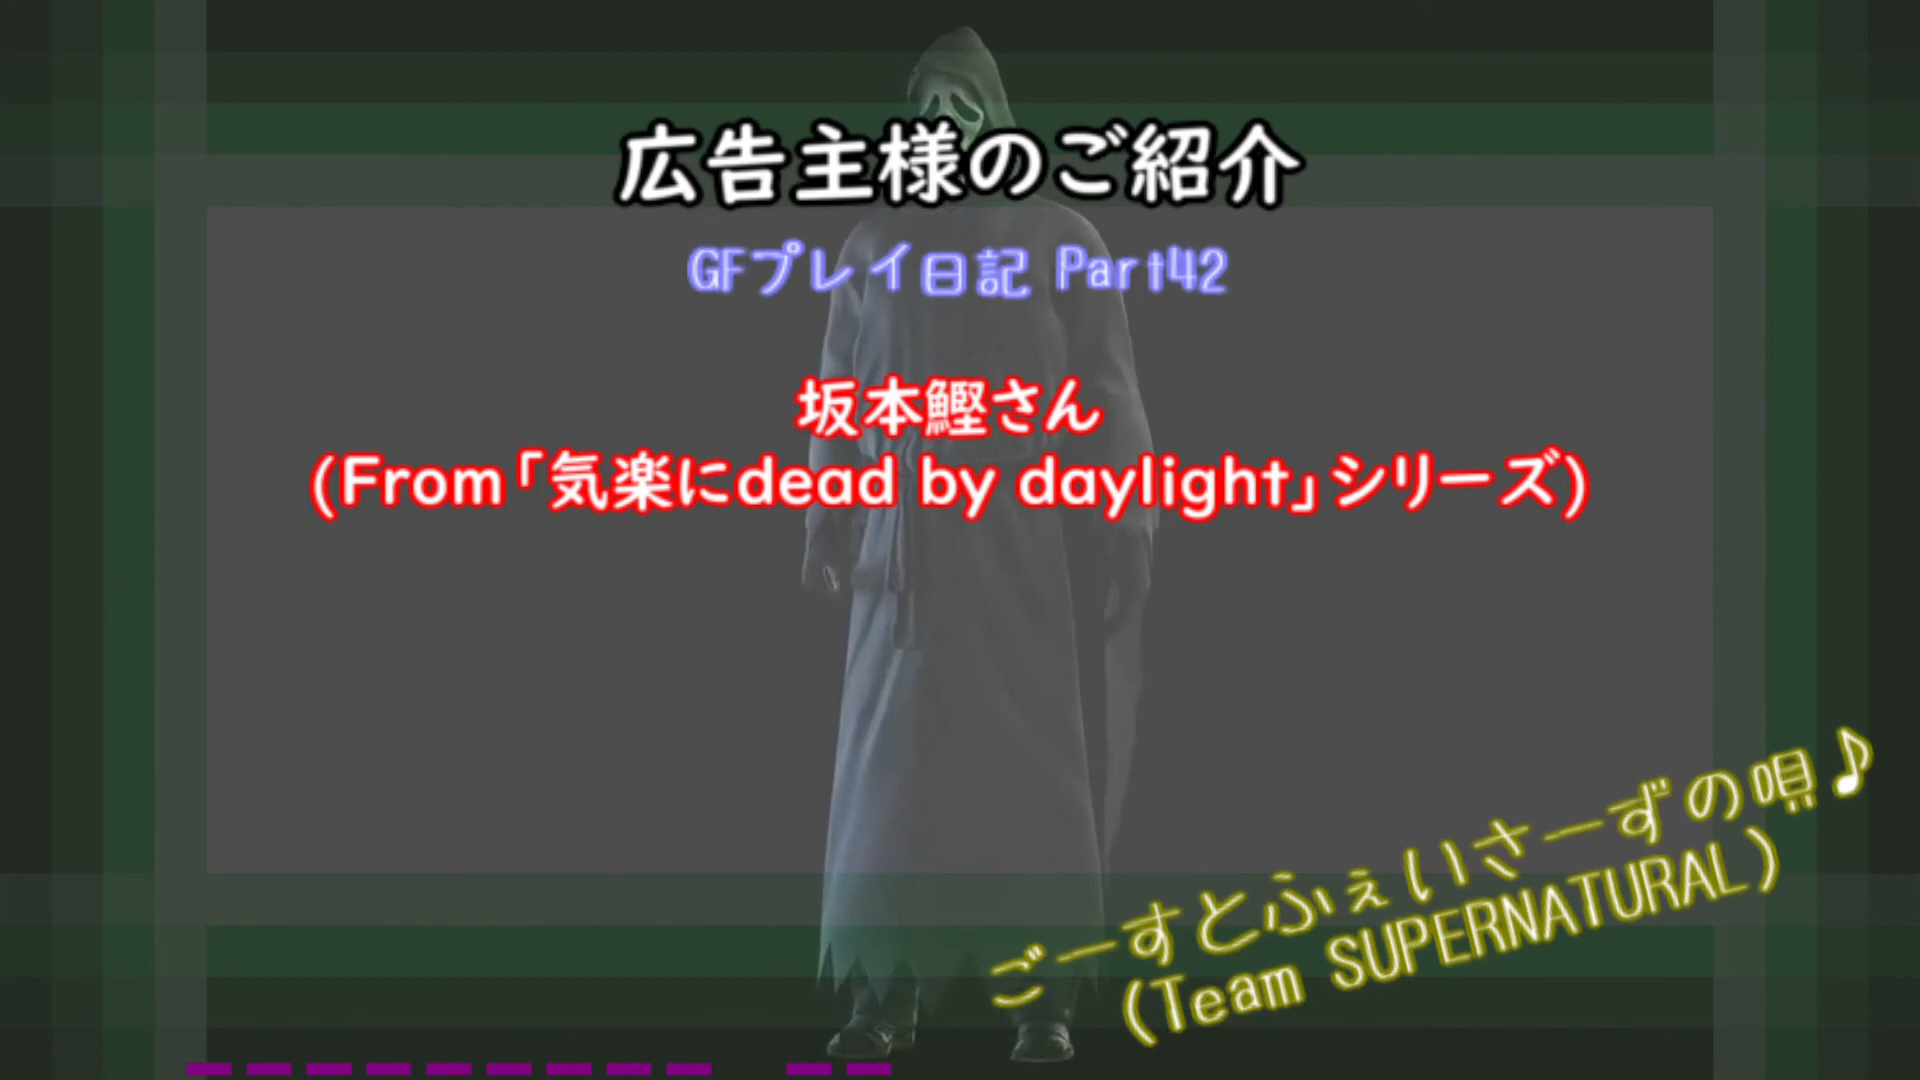 広告主様のご紹介
GFプレイ日記 Part42
坂本鰹さん
(From「気楽にdead by daylight」シリーズ)
ごーすとふぇいさーずの唄♪
(Team SUPERNATURAL)